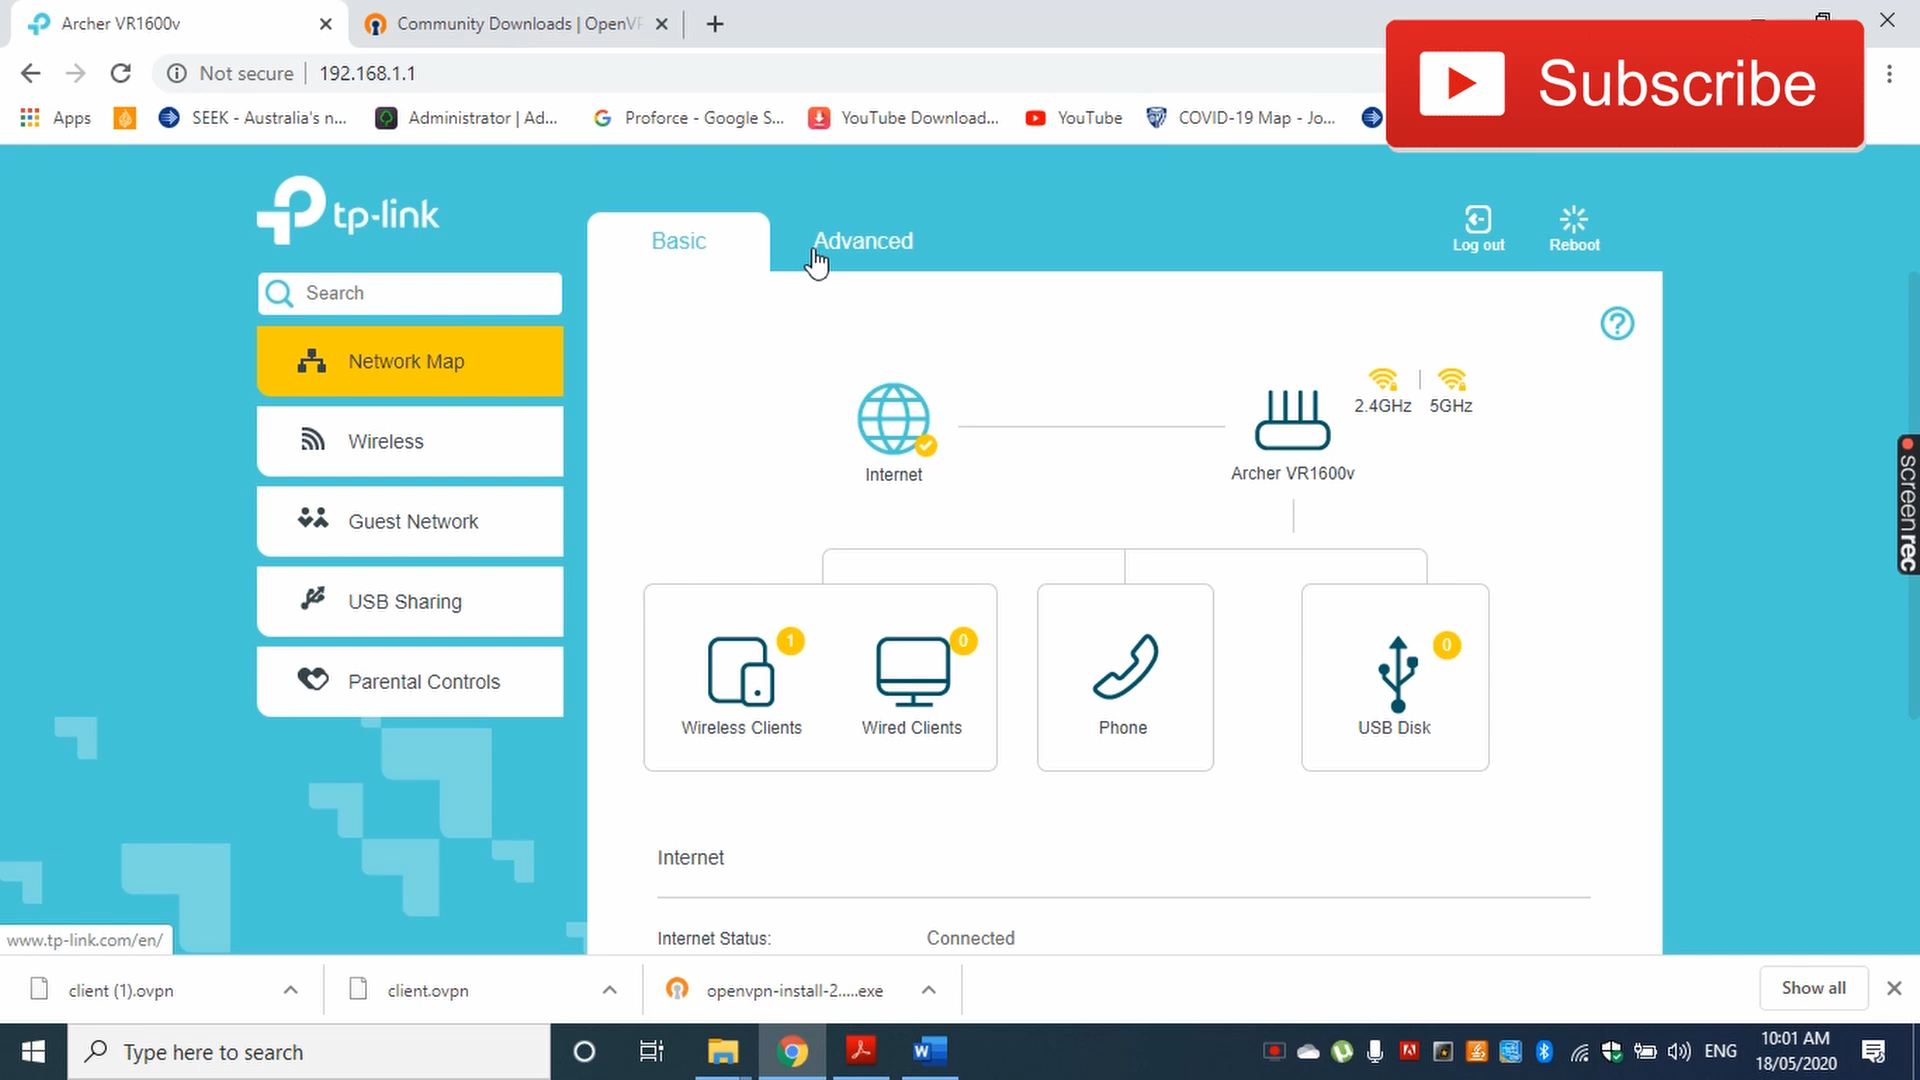 Archer VR1600v
Community Downloads | OpenV
Subscribe
Not secure
192.168.1.1
Apps
SEEK - Australia's n...
Administrator | Ad...
Proforce - Google S...
YouTube Download...
YouTube
COVID-19 Map - Jo...
tp-link
Basic
Advanced
Log out
Reboot
Search
Network Map
Wireless
Guest Network
USB Sharing
Parental Controls
?
2.4GHz
5GHz
Internet
Archer VR1600v
1
0
0
Wireless Clients
Wired Clients
Phone
USB Disk
Internet
Internet Status:
Connected
screenrec
www.tp-link.com/en/
client (1).ovpn
client.ovpn
openvpn-install-2.....exe
Show all
Type here to search
W
ENG
10:01 AM
18/05/2020